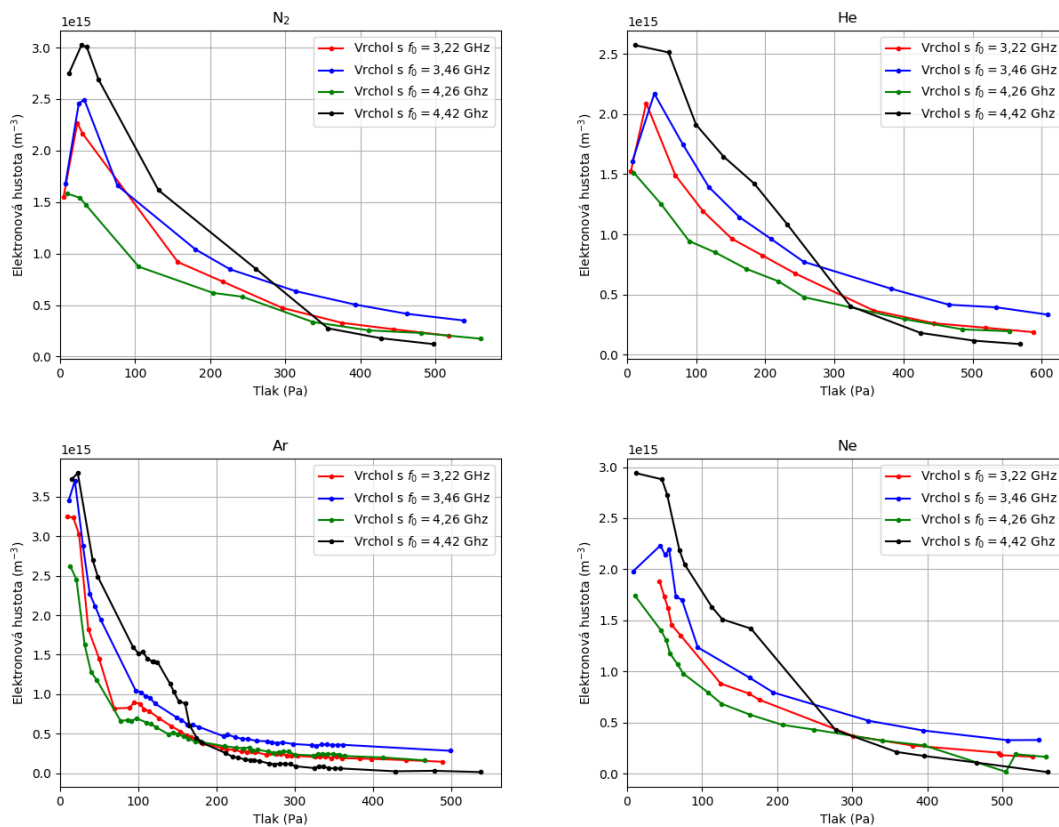 N₂
1e15
Elektronová hustota (m⁻³)
3.0
2.5
2.0
1.5
1.0
0.5
0.0
0 100 200 300 400 500
Tlak (Pa)
Vrchol s f₀ = 3,22 GHz
Vrchol s f₀ = 3,46 GHz
Vrchol s f₀ = 4,26 Ghz
Vrchol s f₀ = 4,42 Ghz
He
1e15
Elektronová hustota (m⁻³)
2.5
2.0
1.5
1.0
0.5
0.0
0 100 200 300 400 500 600
Tlak (Pa)
Vrchol s f₀ = 3,22 GHz
Vrchol s f₀ = 3,46 GHz
Vrchol s f₀ = 4,26 Ghz
Vrchol s f₀ = 4,42 Ghz
Ar
1e15
Elektronová hustota (m⁻³)
3.5
3.0
2.5
2.0
1.5
1.0
0.5
0.0
0 100 200 300 400 500
Tlak (Pa)
Vrchol s f₀ = 3,22 GHz
Vrchol s f₀ = 3,46 GHz
Vrchol s f₀ = 4,26 Ghz
Vrchol s f₀ = 4,42 Ghz
Ne
1e15
Elektronová hustota (m⁻³)
3.0
2.5
2.0
1.5
1.0
0.5
0.0
0 100 200 300 400 500
Tlak (Pa)
Vrchol s f₀ = 3,22 GHz
Vrchol s f₀ = 3,46 GHz
Vrchol s f₀ = 4,26 Ghz
Vrchol s f₀ = 4,42 Ghz